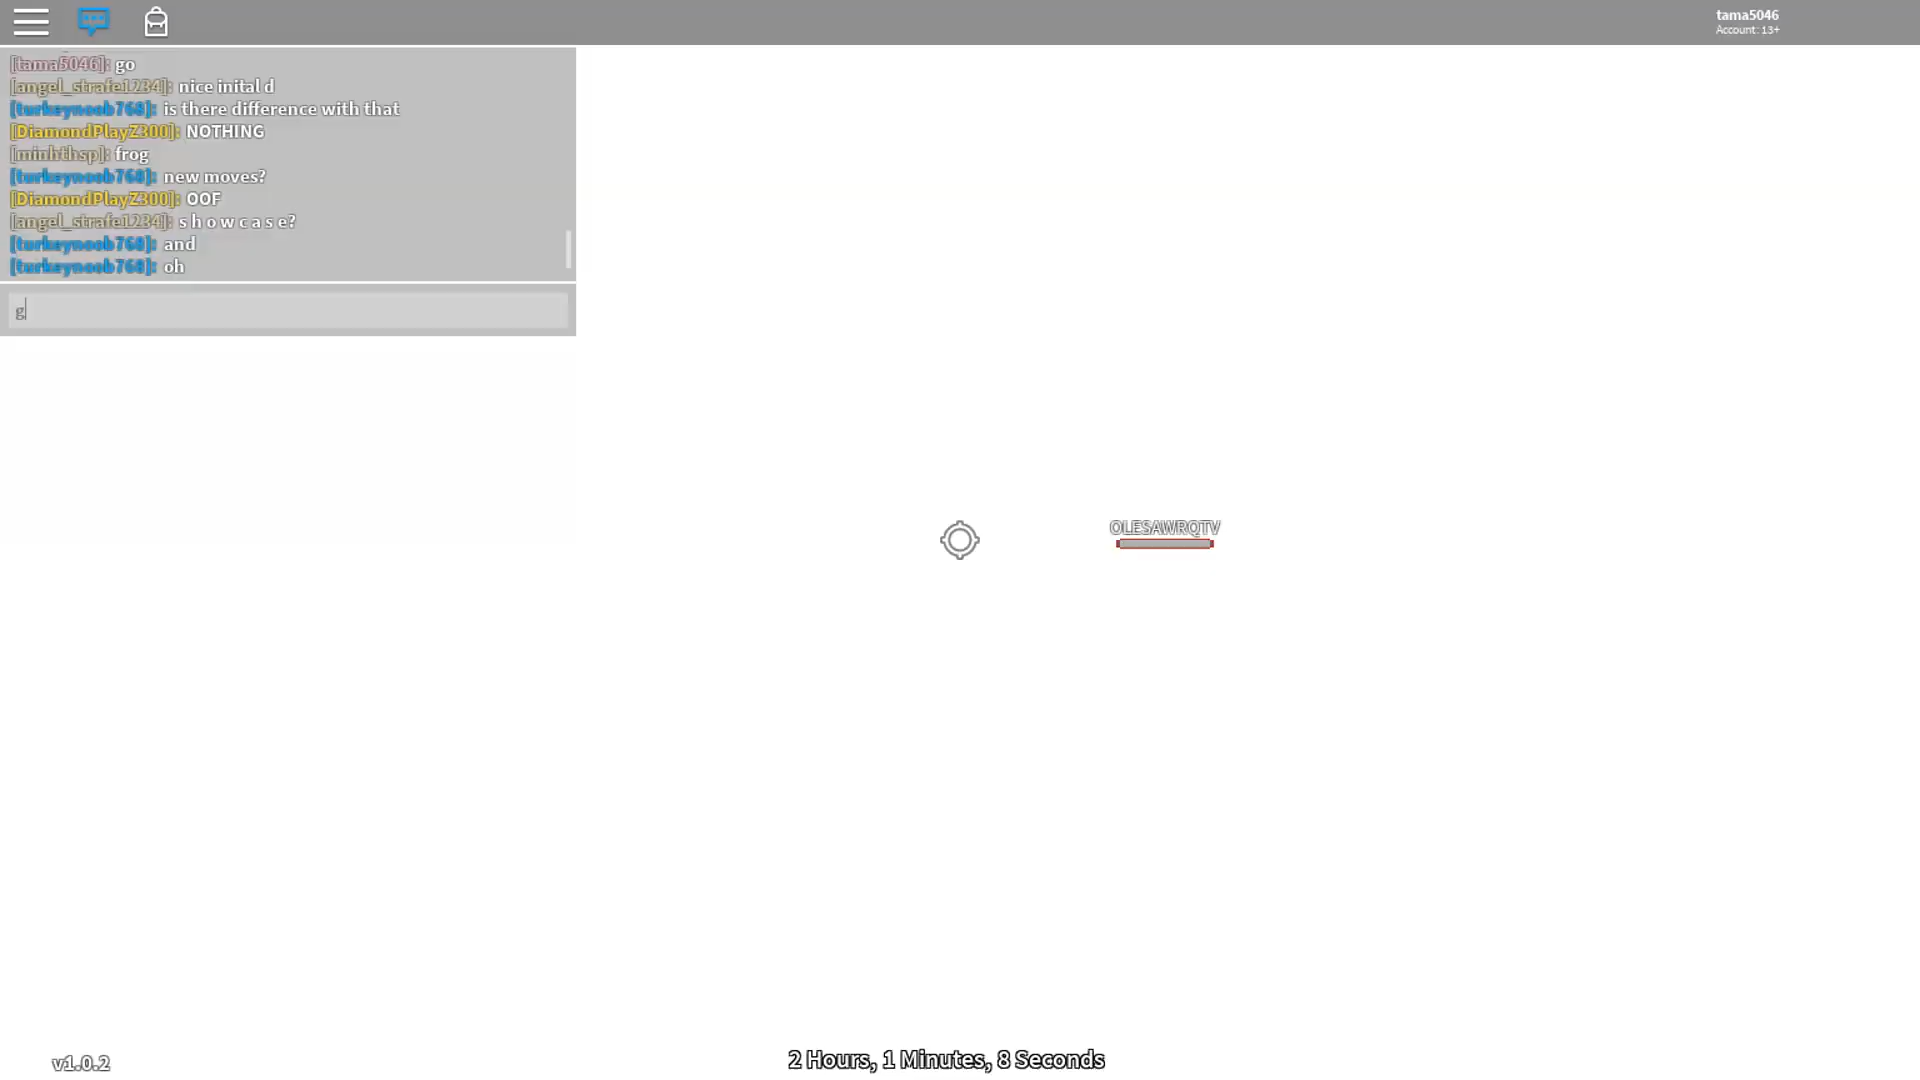 tama5046
Account: 13+
[tama5046]: go
[angel_strafe1234]: nice inital d
[turkeynoob768]: is there difference with that
[DiamondPlayZ300]: NOTHING
[minhthsp]: frog
[turkeynoob768]: new moves?
[DiamondPlayZ300]: OOF
[angel_strafe1234]: s h o w c a s e?
[turkeynoob768]: and
[turkeynoob768]: oh
g
OLESAWRQTV
v1.0.2
2 Hours, 1 Minutes, 8 Seconds